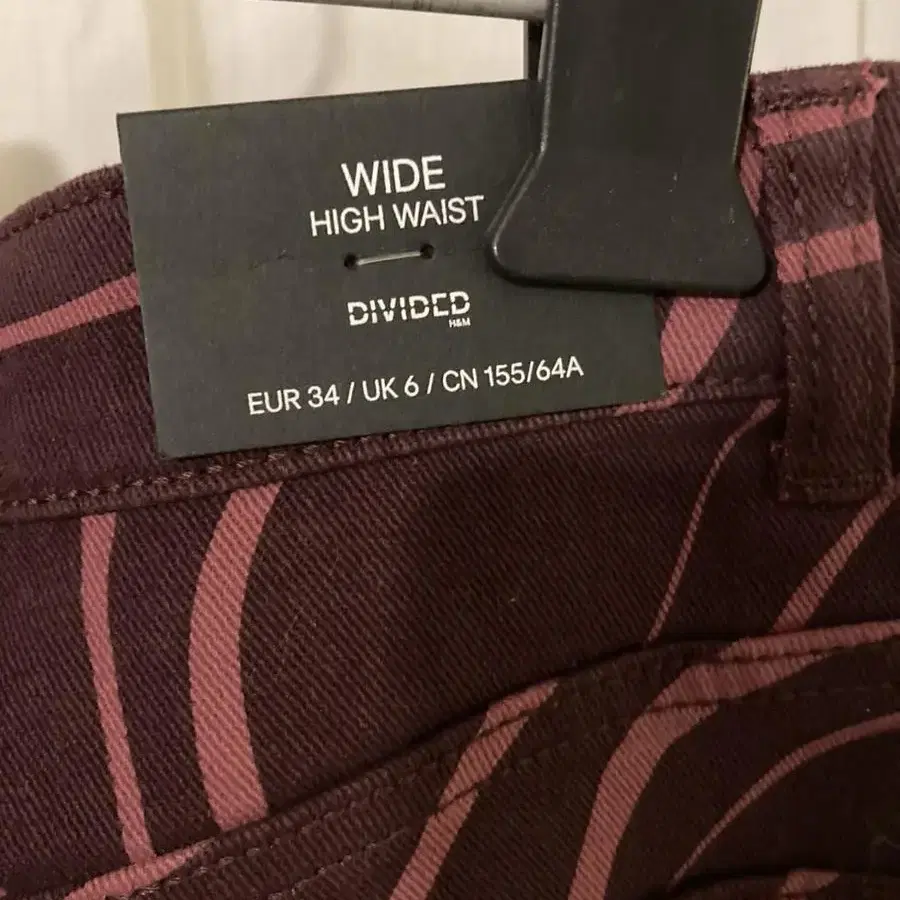 WIDE
HIGH WAIST
DIVIDED
H&M
EUR 34 / UK 6 / CN 155/64A